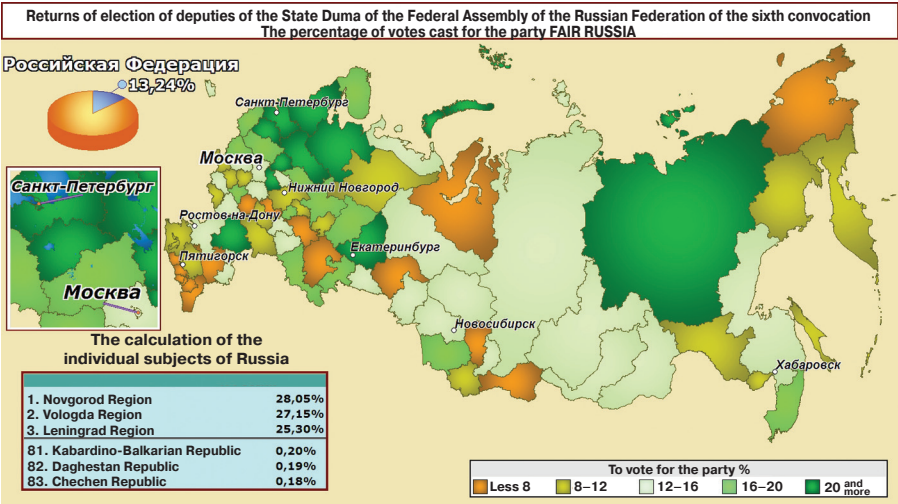 Returns of election of deputies of the State Duma of the Federal Assembly of the Russian Federation of the sixth convocation
The percentage of votes cast for the party FAIR RUSSIA
Российская Федерация
13,24%
Санкт-Петербург
Москва
Нижний Новгород
Ростов-на-Дону
Екатеринбург
Пятигорск
Новосибирск
Хабаровск
Санкт-Петербург
Москва
The calculation of the
individual subjects of Russia
1. Novgorod Region 28,05%
2. Vologda Region 27,15%
3. Leningrad Region 25,30%
81. Kabardino-Balkarian Republic 0,20%
82. Daghestan Republic 0,19%
83. Chechen Republic 0,18%
To vote for the party %
Less 8 8–12 12–16 16–20 20 and more